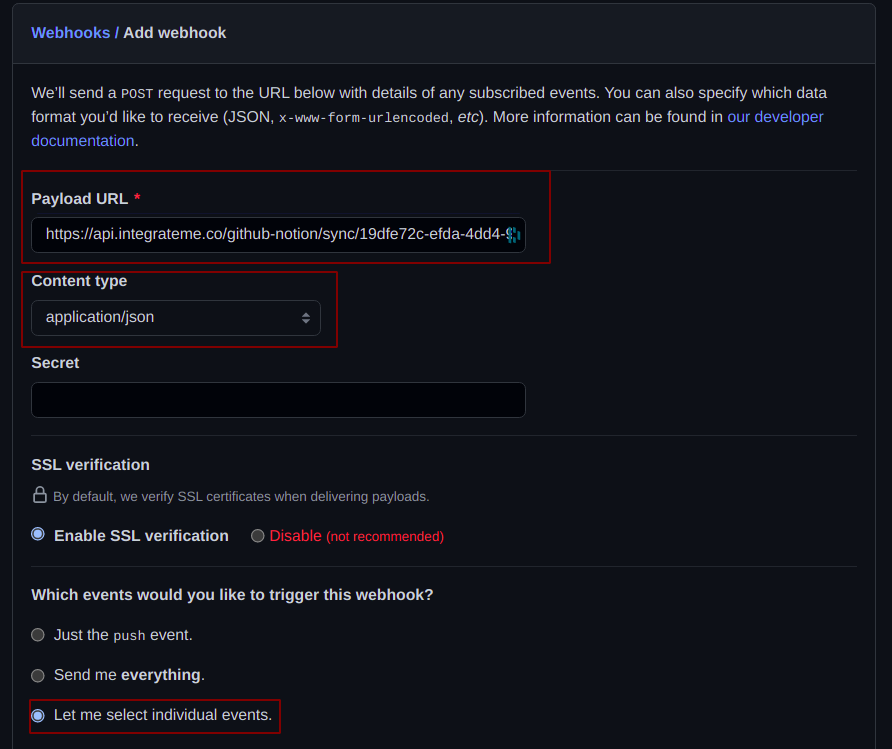 Webhooks / Add webhook
We’ll send a POST request to the URL below with details of any subscribed events. You can also specify which data
format you’d like to receive (JSON, x-www-form-urlencoded, etc). More information can be found in our developer
documentation.
Payload URL *
https://api.integrateme.co/github-notion/sync/19dfe72c-efda-4dd4-
Content type
application/json
Secret
SSL verification
By default, we verify SSL certificates when delivering payloads.
Enable SSL verification Disable (not recommended)
Which events would you like to trigger this webhook?
Just the push event.
Send me everything.
Let me select individual events.